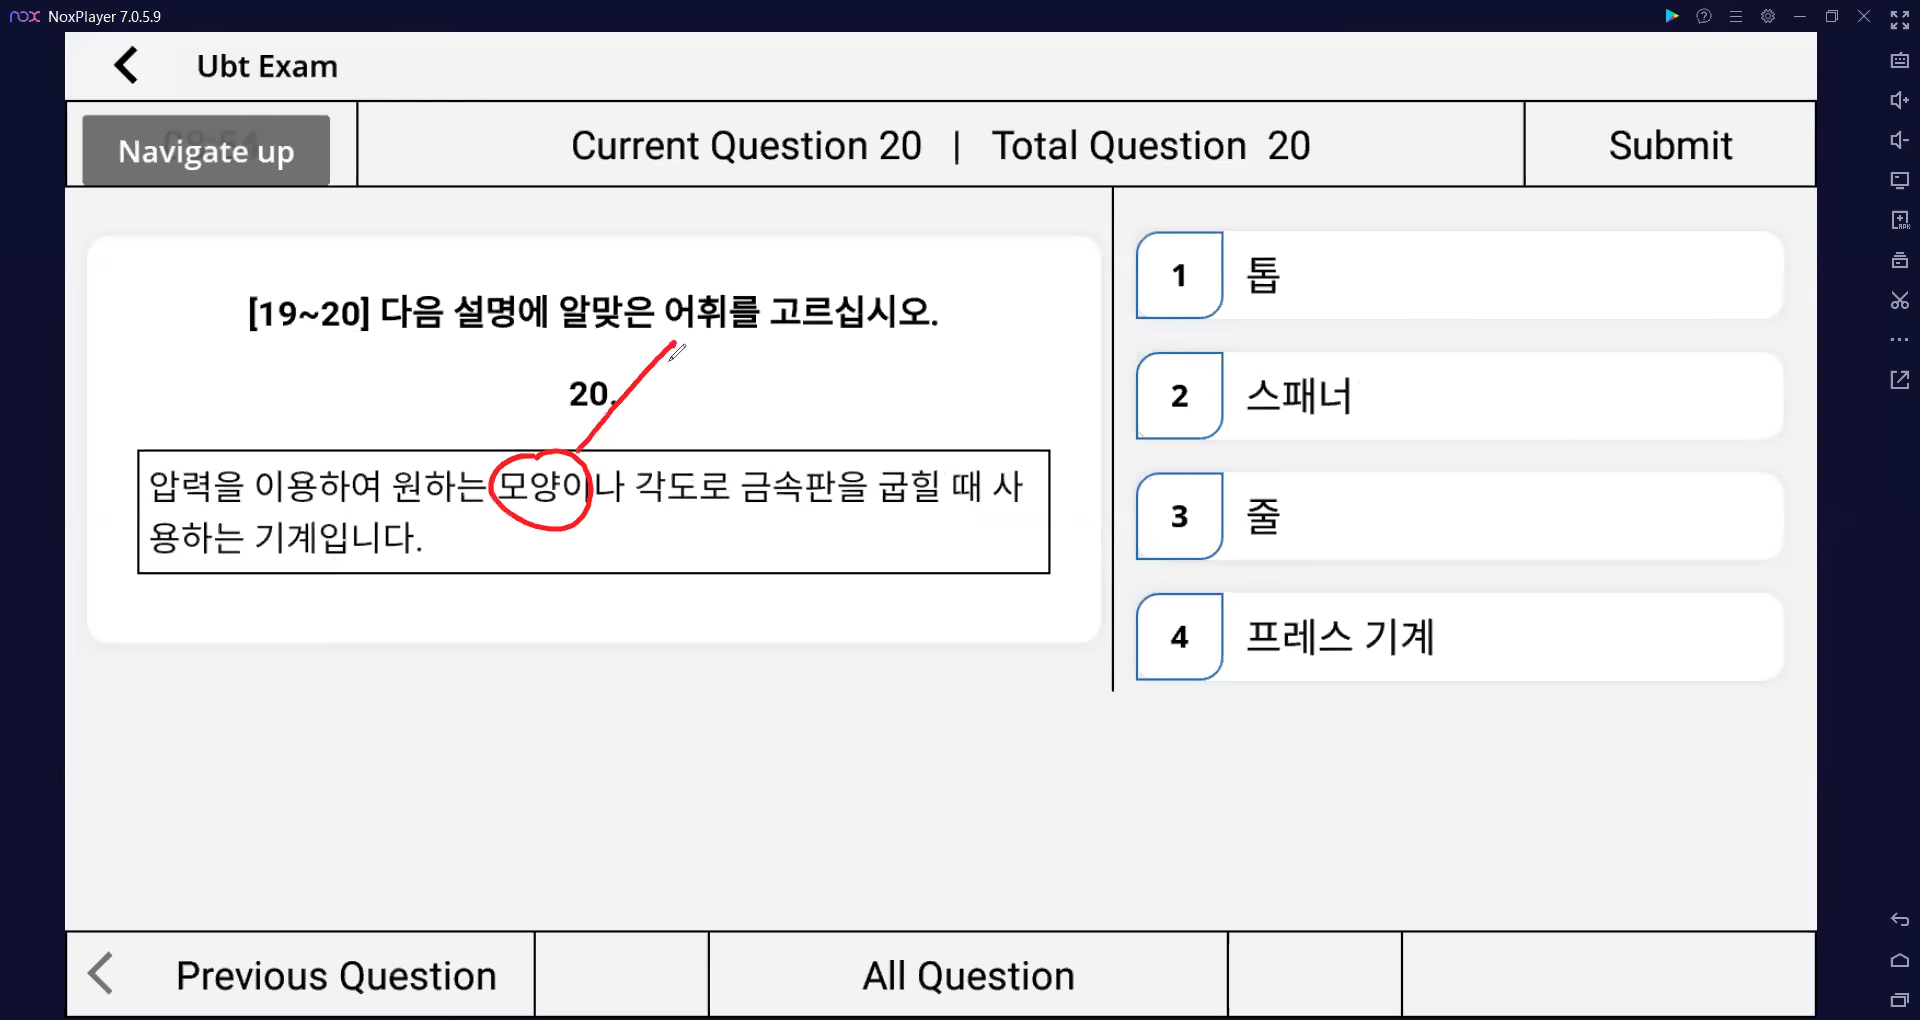 nox NoxPlayer 7.0.5.9
Ubt Exam
Navigate up
Current Question 20 | Total Question 20
Submit
[19~20] 다음 설명에 알맞은 어휘를 고르십시오.
20.
압력을 이용하여 원하는 모양이나 각도로 금속판을 굽힐 때 사
용하는 기계입니다.
1 톱
2 스패너
3 줄
4 프레스 기계
Previous Question
All Question